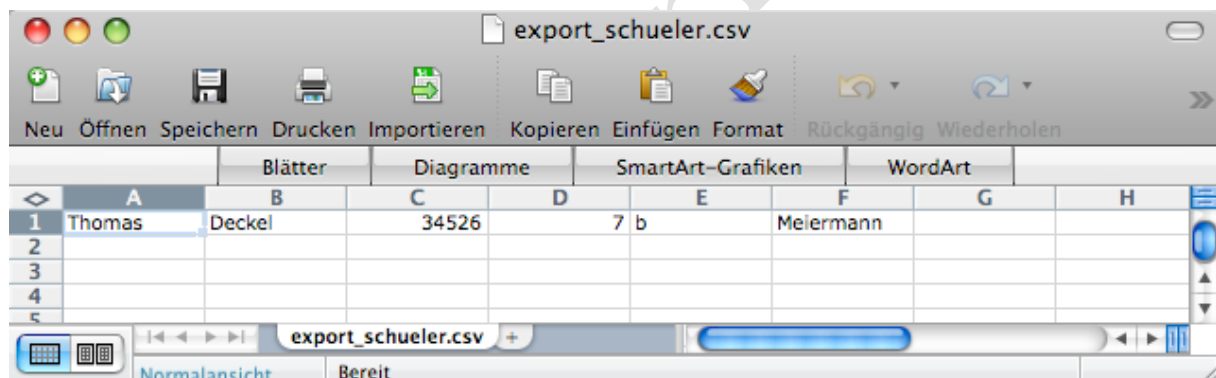 export_schueler.csv
Neu Öffnen Speichern Drucken Importieren Kopieren Einfügen Format Rückgängig Wiederholen
Blätter Diagramme SmartArt-Grafiken WordArt
A B C D E F G H
1 Thomas Deckel 34526 7 b Meiermann
2
3
4
5
export_schueler.csv
Normalansicht Bereit